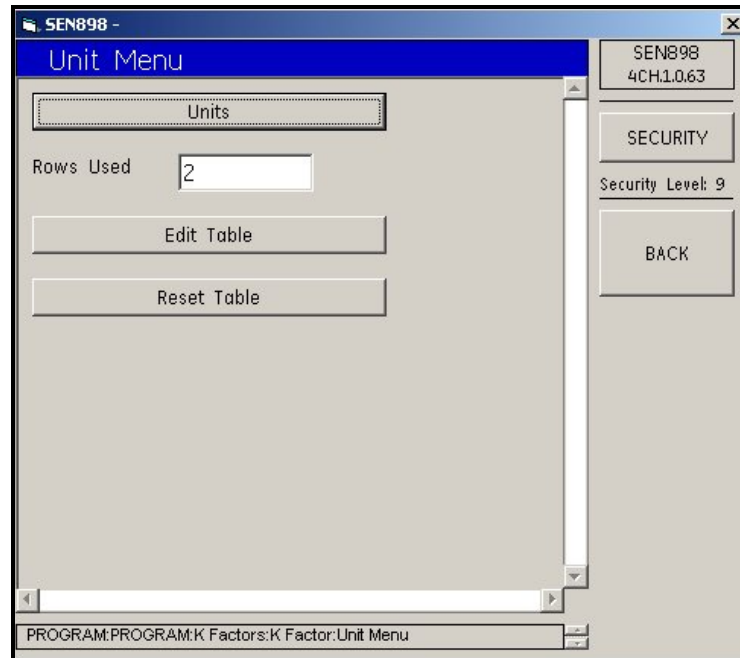 SEN898 -
Unit Menu
Units
Rows Used
2
Edit Table
Reset Table
SEN898
4CH.1.0.63
SECURITY
Security Level: 9
BACK
PROGRAM:PROGRAM:K Factors:K Factor:Unit Menu